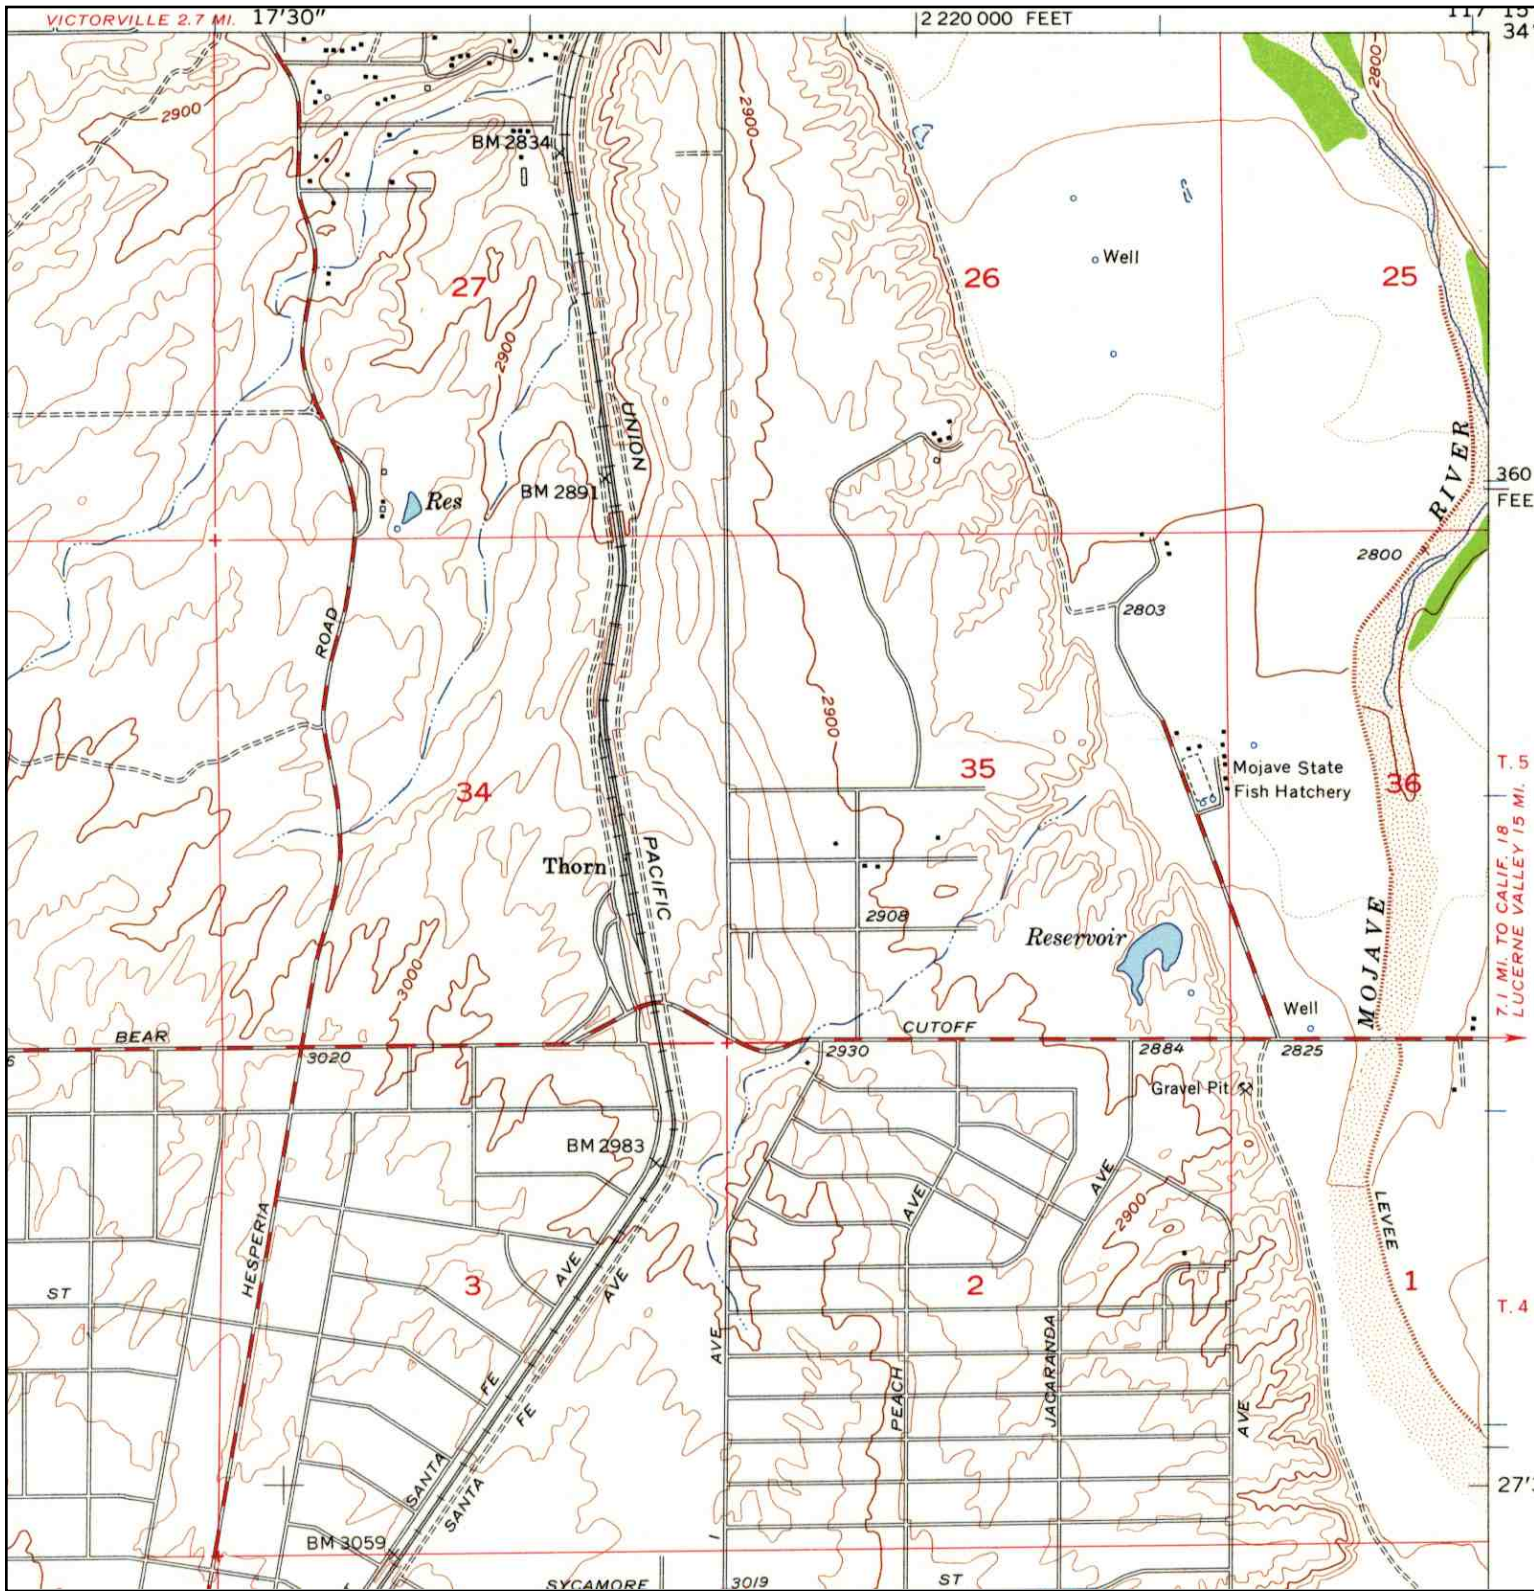 VICTORVILLE 2.7 MI.
17'30"
2 220 000 FEET
2900
BM 2834
2900
2800
27
26
25
Well
2900
UNION
BM 2891
Res
RIVER
360
2800
2803
ROAD
2900
34
35
36
Mojave State
Fish Hatchery
T. 5
Thorn
PACIFIC
2908
Reservoir
3000
MOJAVE
7.1 MI. TO CALIF. 18
LUCERNE VALLEY 15 MI.
Well
BEAR
CUTOFF
3020
2930
2884
2825
Gravel Pit
BM 2983
AVE
AVE
2900
LEVEE
HESPERIA
ST
3
AVE
AVE
2
1
T. 4
AVE
PEACH
JACARANDA
AVE
FE
FE
SANTA
SANTA
I
BM 3059
SYCAMORE
3019
ST